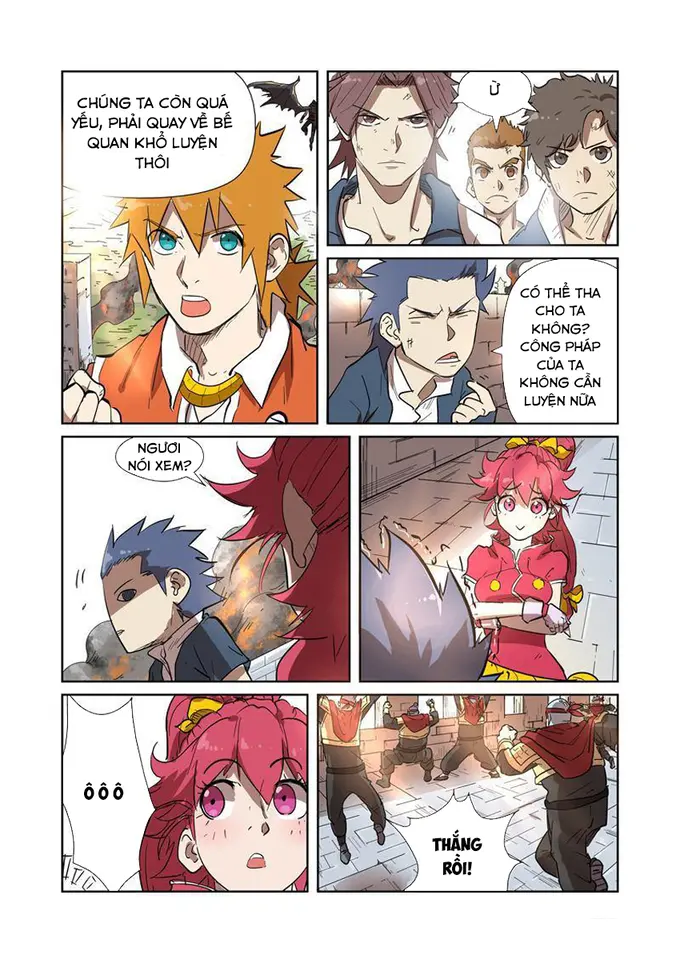 CHÚNG TA CÒN QUÁ
YẾU, PHẢI QUAY VỀ BẾ
QUAN KHỔ LUYỆN
THÔI
Ừ
CÓ THỂ THA
CHO TA
KHÔNG?
CÔNG PHÁP
CỦA TA
KHÔNG CẦN
LUYỆN NỮA
NGƯƠI
NÓI XEM?
Ô Ô Ô
THẮNG
RỒI!